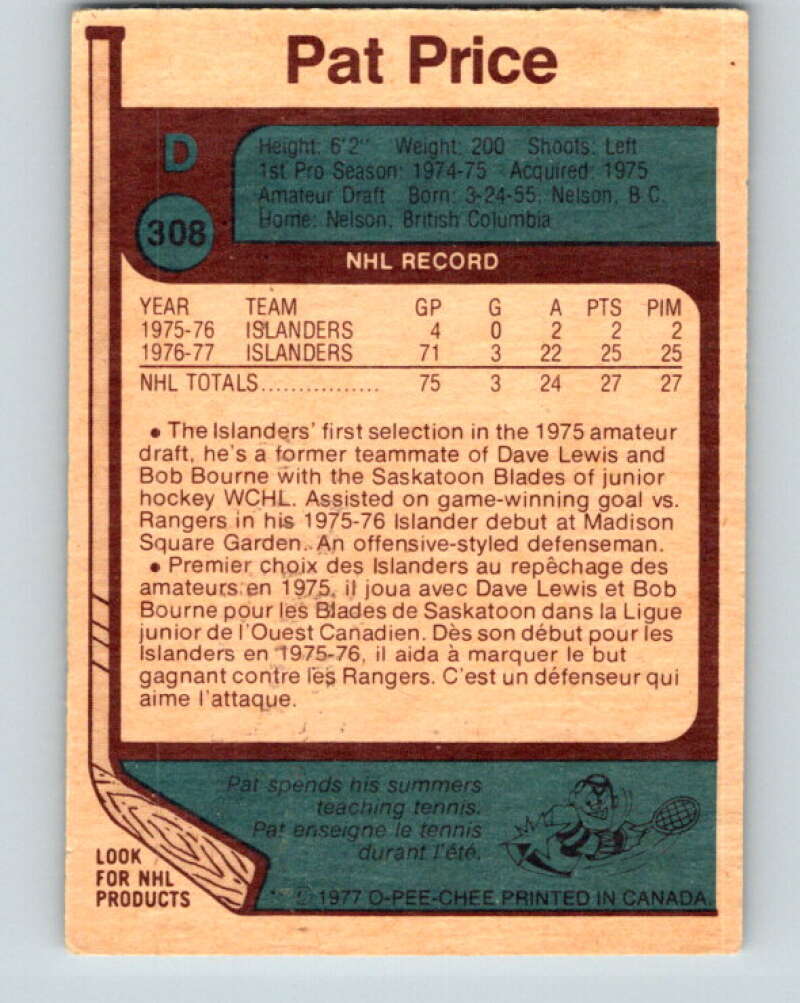 Pat Price
D
Height: 6'2" Weight: 200 Shoots: Left
1st Pro Season: 1974-75 Acquired: 1975
Amateur Draft Born: 3-24-55, Nelson, B.C.
Home: Nelson, British Columbia
308
NHL RECORD
YEAR TEAM GP G A PTS PIM
1975-76 ISLANDERS 4 0 2 2 2
1976-77 ISLANDERS 71 3 22 25 25
NHL TOTALS................ 75 3 24 27 27
• The Islanders' first selection in the 1975 amateur
draft, he's a former teammate of Dave Lewis and
Bob Bourne with the Saskatoon Blades of junior
hockey WCHL. Assisted on game-winning goal vs.
Rangers in his 1975-76 Islander debut at Madison
Square Garden. An offensive-styled defenseman.
• Premier choix des Islanders au repêchage des
amateurs en 1975, il joua avec Dave Lewis et Bob
Bourne pour les Blades de Saskatoon dans la Ligue
junior de l'Ouest Canadien. Dès son début pour les
Islanders en 1975-76, il aida à marquer le but
gagnant contre les Rangers. C'est un défenseur qui
aime l'attaque.
Pat spends his summers
teaching tennis.
Pat enseigne le tennis
durant l'été.
LOOK
FOR NHL
PRODUCTS
© 1977 O-PEE-CHEE PRINTED IN CANADA